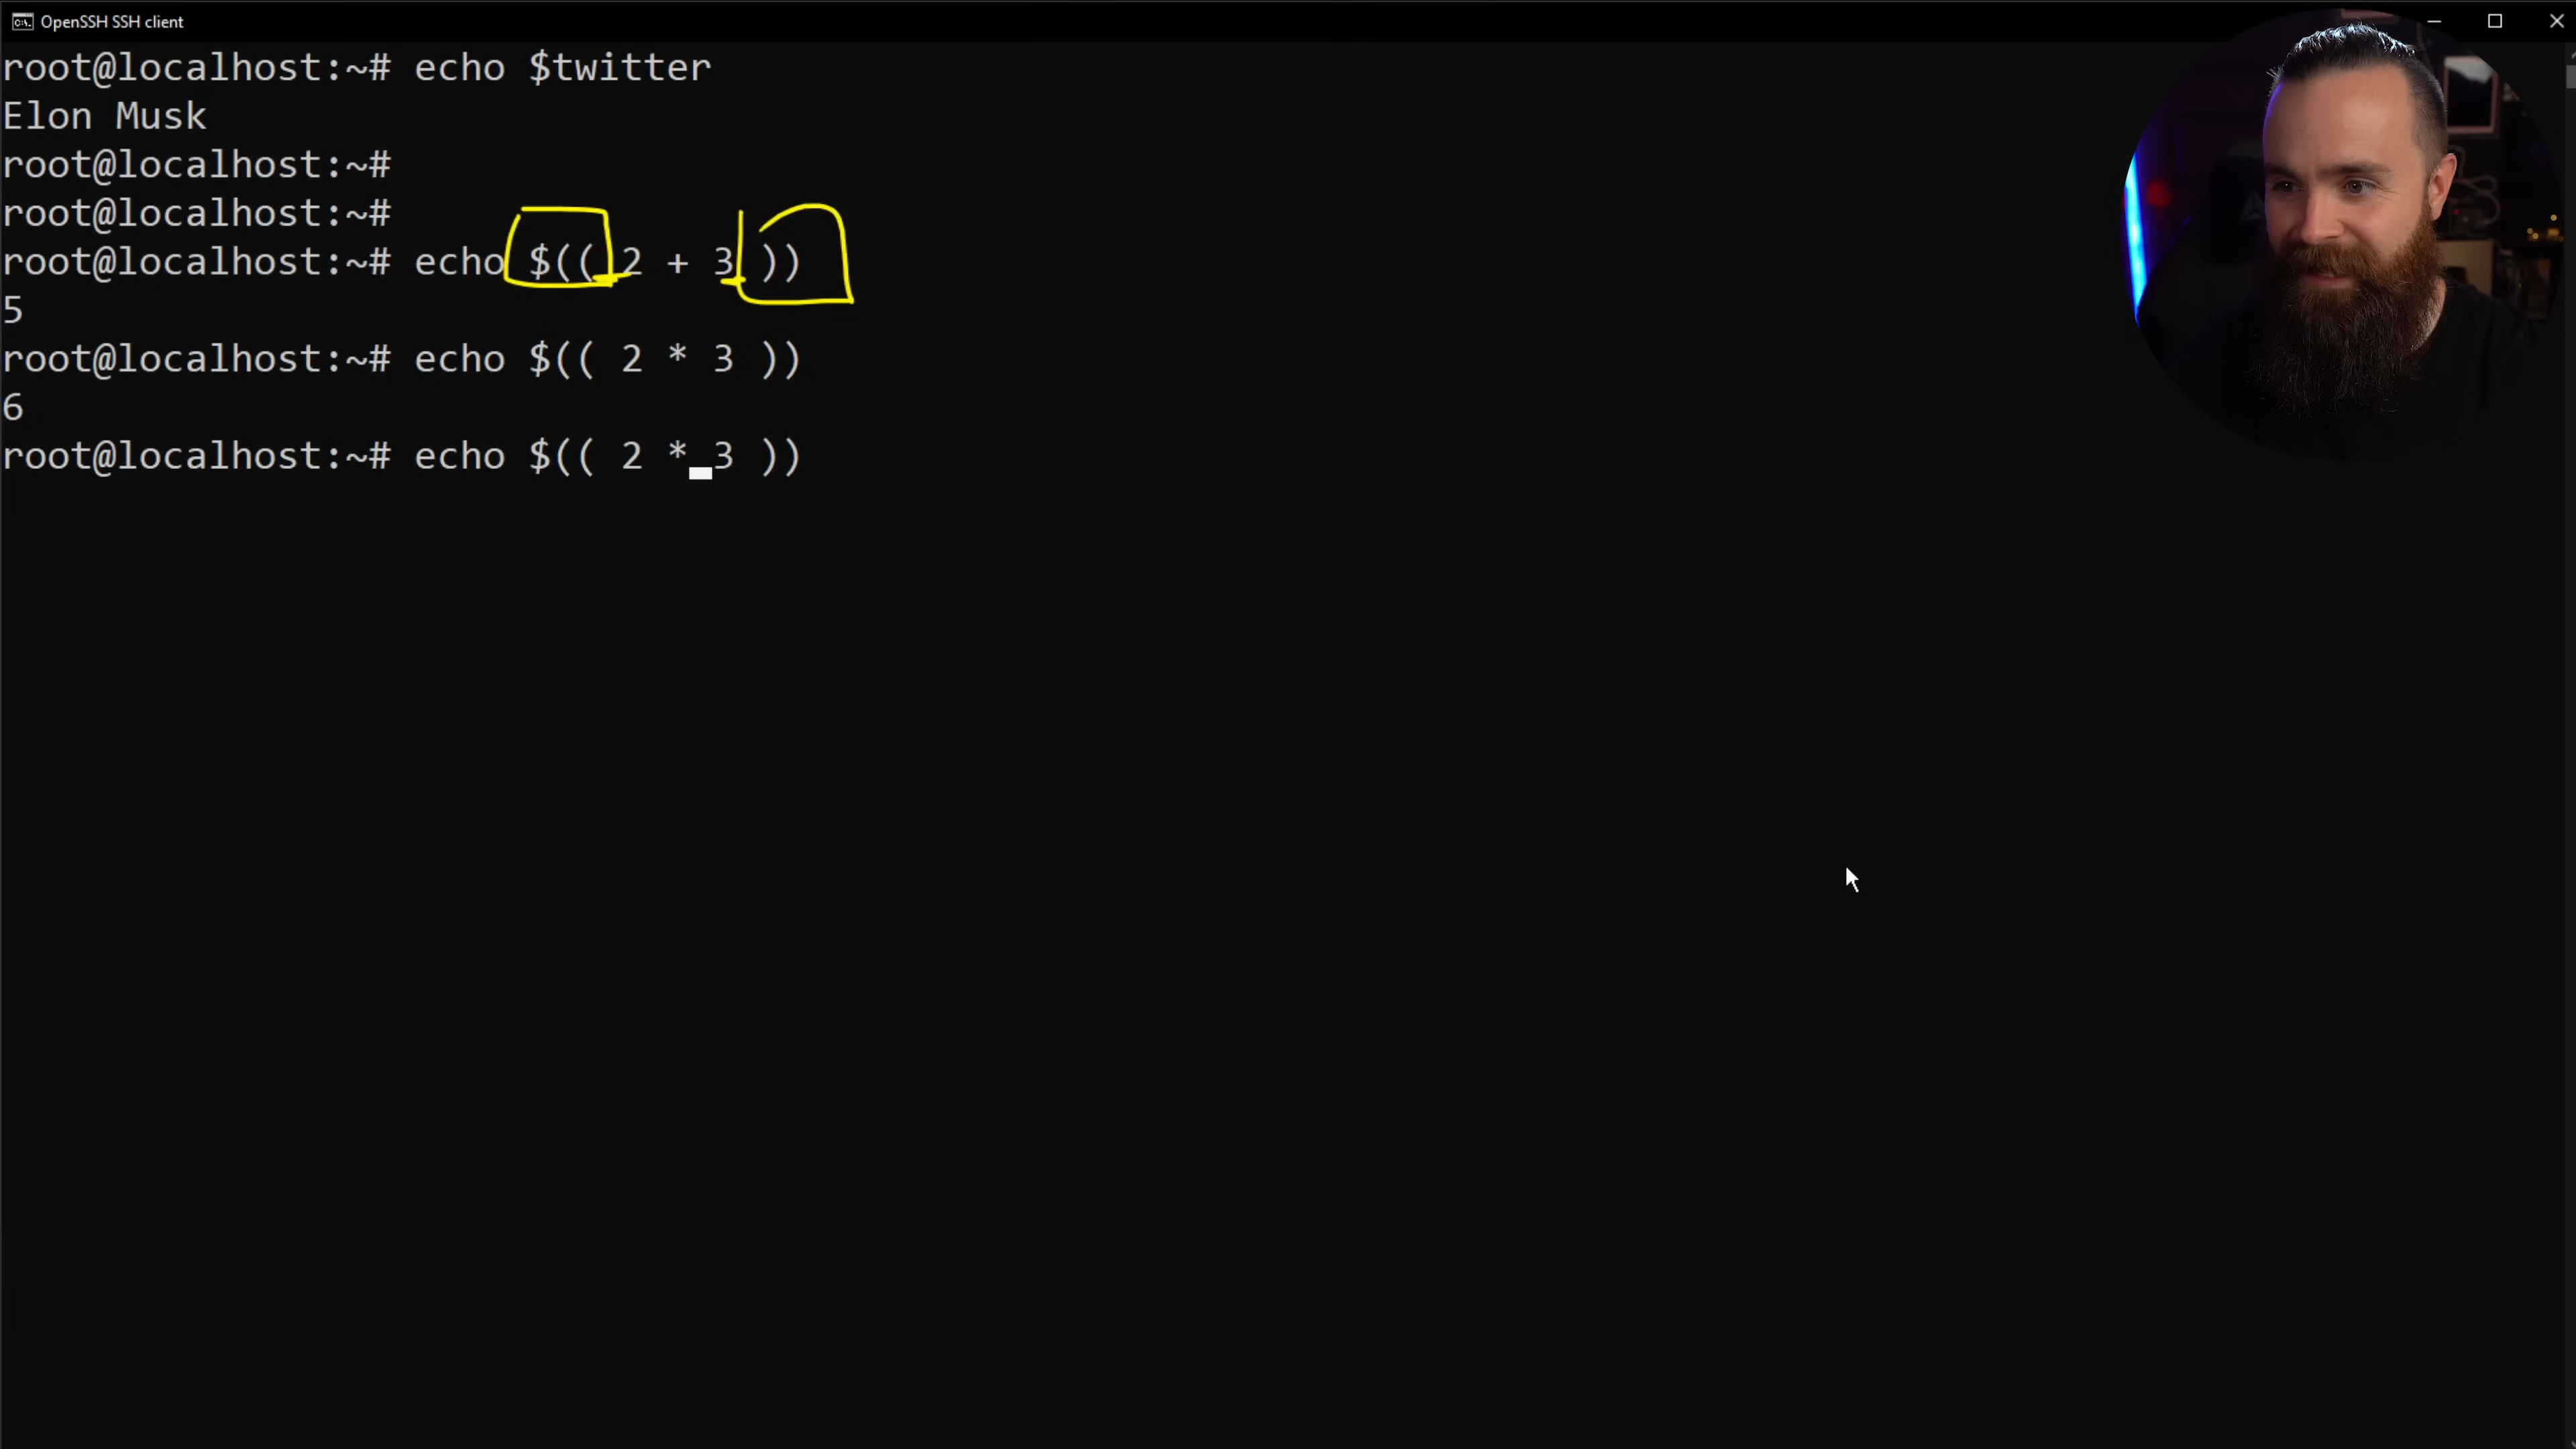 OpenSSH SSH client
root@localhost:~# echo $twitter
Elon Musk
root@localhost:~#
root@localhost:~#
root@localhost:~# echo $(( 2 + 3 ))
5
root@localhost:~# echo $(( 2 * 3 ))
6
root@localhost:~# echo $(( 2 * 3 ))